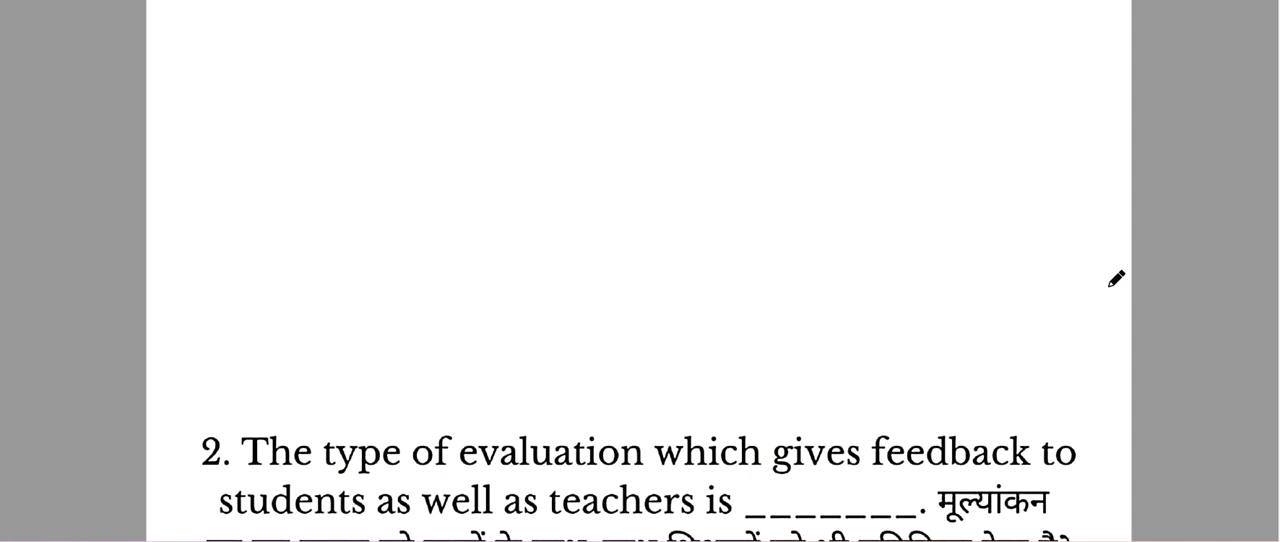 2. The type of evaluation which gives feedback to
students as well as teachers is _______. मूल्यांकन